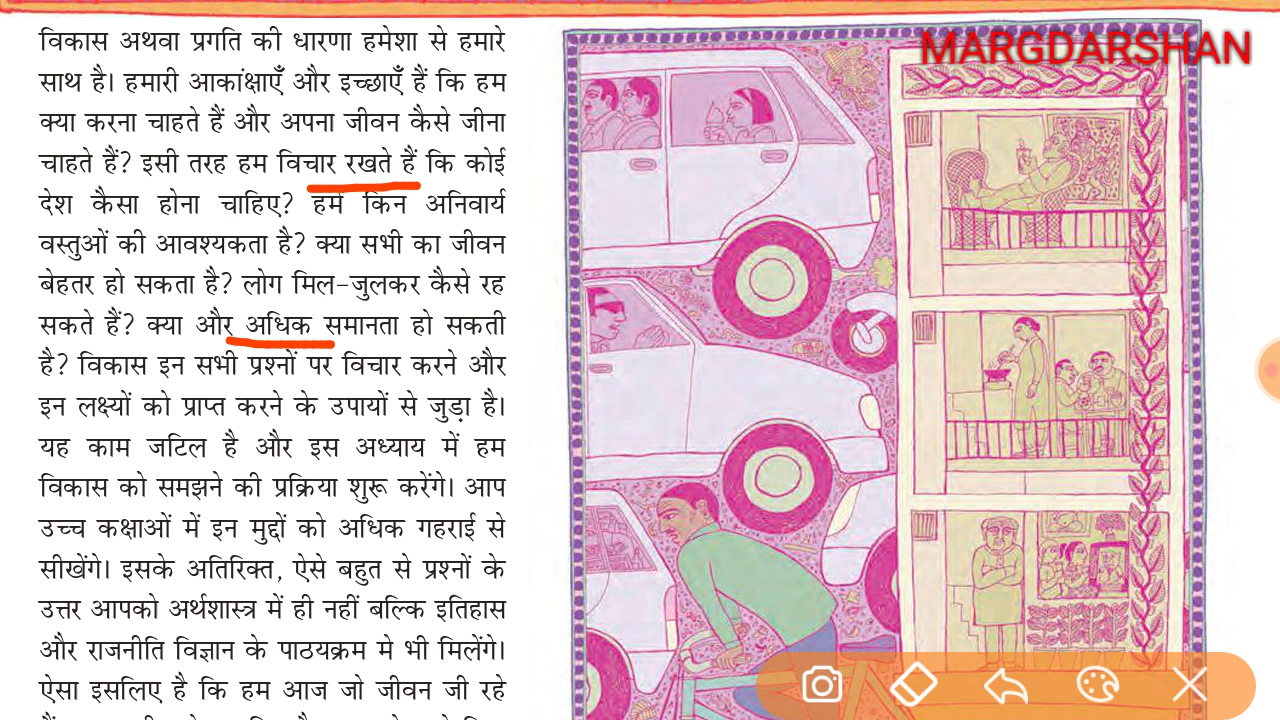 MARGDARSHAN
विकास अथवा प्रगति की धारणा हमेशा से हमारे
साथ है। हमारी आकांक्षाएँ और इच्छाएँ हैं कि हम
क्या करना चाहते हैं और अपना जीवन कैसे जीना
चाहते हैं? इसी तरह हम विचार रखते हैं कि कोई
देश कैसा होना चाहिए? हमें किन अनिवार्य
वस्तुओं की आवश्यकता है? क्या सभी का जीवन
बेहतर हो सकता है? लोग मिल-जुलकर कैसे रह
सकते हैं? क्या और अधिक समानता हो सकती
है? विकास इन सभी प्रश्नों पर विचार करने और
इन लक्ष्यों को प्राप्त करने के उपायों से जुड़ा है।
यह काम जटिल है और इस अध्याय में हम
विकास को समझने की प्रक्रिया शुरू करेंगे। आप
उच्च कक्षाओं में इन मुद्दों को अधिक गहराई से
सीखेंगे। इसके अतिरिक्त, ऐसे बहुत से प्रश्नों के
उत्तर आपको अर्थशास्त्र में ही नहीं बल्कि इतिहास
और राजनीति विज्ञान के पाठयक्रम मे भी मिलेंगे।
ऐसा इसलिए है कि हम आज जो जीवन जी रहे